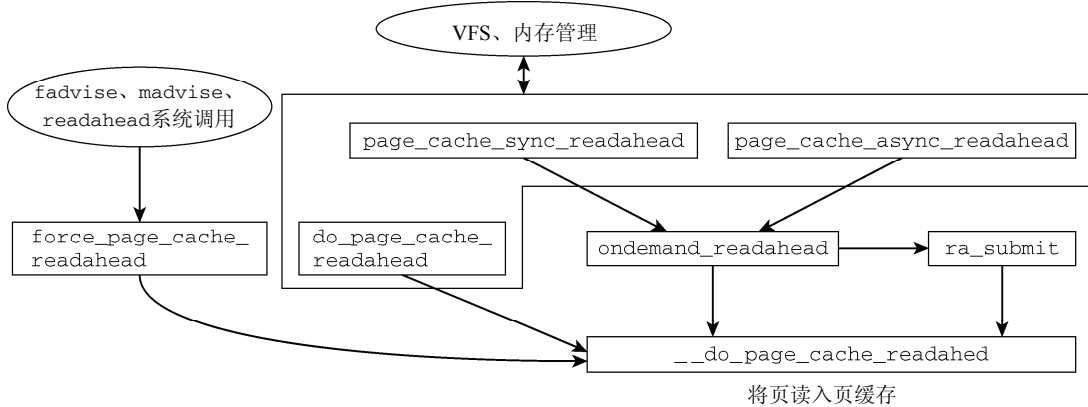 VFS、内存管理
fadvise、madvise、
readahead系统调用
page_cache_sync_readahead
page_cache_async_readahead
force_page_cache_
readahead
do_page_cache_
readahead
ondemand_readahead
ra_submit
__do_page_cache_readahed
将页读入页缓存